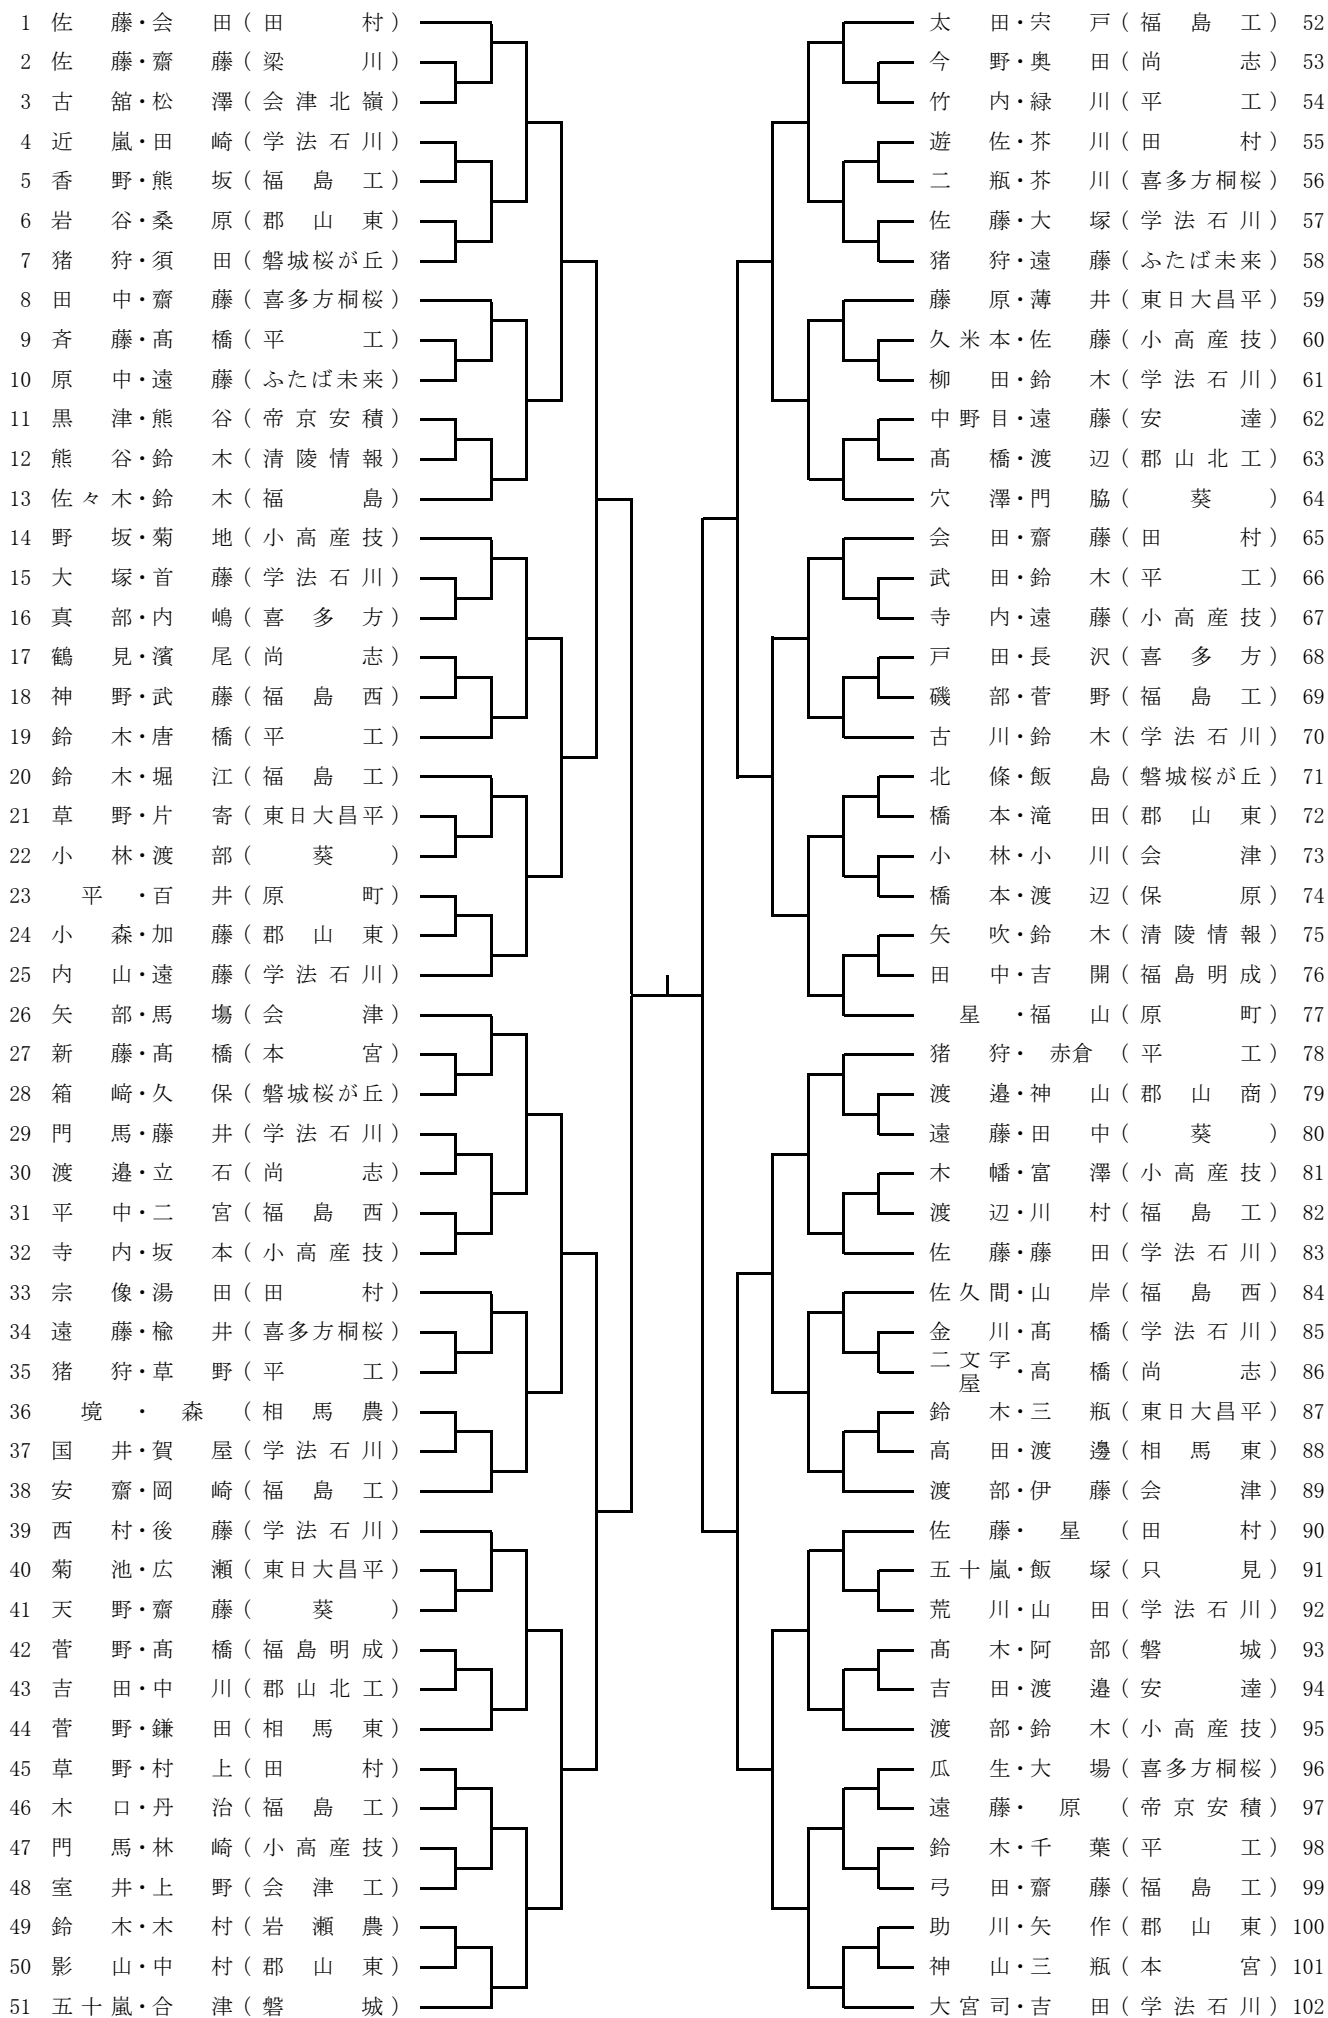 1 佐藤・会田(田村)
2 佐藤・齋藤(梁川)
3 古舘・松澤(会津北嶺)
4 近嵐・田崎(学法石川)
5 香野・熊坂(福島工)
6 岩谷・桑原(郡山東)
7 猪狩・須田(磐城桜が丘)
8 田中・齋藤(喜多方桐桜)
9 斉藤・髙橋(平工)
10 原中・遠藤(ふたば未来)
11 黒津・熊谷(帝京安積)
12 熊谷・鈴木(清陵情報)
13 佐々木・鈴木(福島)
14 野坂・菊地(小高産技)
15 大塚・首藤(学法石川)
16 真部・内嶋(喜多方)
17 鶴見・濱尾(尚志)
18 神野・武藤(福島西)
19 鈴木・唐橋(平工)
20 鈴木・堀江(福島工)
21 草野・片寄(東日大昌平)
22 小林・渡部(葵)
23 平・百井(原町)
24 小森・加藤(郡山東)
25 内山・遠藤(学法石川)
26 矢部・馬塲(会津)
27 新藤・髙橋(本宮)
28 箱﨑・久保(磐城桜が丘)
29 門馬・藤井(学法石川)
30 渡邉・立石(尚志)
31 平中・二宮(福島西)
32 寺内・坂本(小高産技)
33 宗像・湯田(田村)
34 遠藤・楡井(喜多方桐桜)
35 猪狩・草野(平工)
36 境・森(相馬農)
37 国井・賀屋(学法石川)
38 安齋・岡崎(福島工)
39 西村・後藤(学法石川)
40 菊池・広瀬(東日大昌平)
41 天野・齋藤(葵)
42 菅野・髙橋(福島明成)
43 吉田・中川(郡山北工)
44 菅野・鎌田(相馬東)
45 草野・村上(田村)
46 木口・丹治(福島工)
47 門馬・林崎(小高産技)
48 室井・上野(会津工)
49 鈴木・木村(岩瀬農)
50 影山・中村(郡山東)
51 五十嵐・合津(磐城)
太田・宍戸(福島工) 52
今野・奥田(尚志) 53
竹内・緑川(平工) 54
遊佐・芥川(田村) 55
二瓶・芥川(喜多方桐桜) 56
佐藤・大塚(学法石川) 57
猪狩・遠藤(ふたば未来) 58
藤原・薄井(東日大昌平) 59
久米本・佐藤(小高産技) 60
柳田・鈴木(学法石川) 61
中野目・遠藤(安達) 62
髙橋・渡辺(郡山北工) 63
穴澤・門脇(葵) 64
会田・齋藤(田村) 65
武田・鈴木(平工) 66
寺内・遠藤(小高産技) 67
戸田・長沢(喜多方) 68
磯部・菅野(福島工) 69
古川・鈴木(学法石川) 70
北條・飯島(磐城桜が丘) 71
橋本・滝田(郡山東) 72
小林・小川(会津) 73
橋本・渡辺(保原) 74
矢吹・鈴木(清陵情報) 75
田中・吉開(福島明成) 76
星・福山(原町) 77
猪狩・赤倉(平工) 78
渡邉・神山(郡山商) 79
遠藤・田中(葵) 80
木幡・富澤(小高産技) 81
渡辺・川村(福島工) 82
佐藤・藤田(学法石川) 83
佐久間・山岸(福島西) 84
金川・髙橋(学法石川) 85
二文字屋・高橋(尚志) 86
鈴木・三瓶(東日大昌平) 87
高田・渡邊(相馬東) 88
渡部・伊藤(会津) 89
佐藤・星(田村) 90
五十嵐・飯塚(只見) 91
荒川・山田(学法石川) 92
髙木・阿部(磐城) 93
吉田・渡邉(安達) 94
渡部・鈴木(小高産技) 95
瓜生・大場(喜多方桐桜) 96
遠藤・原(帝京安積) 97
鈴木・千葉(平工) 98
弓田・齋藤(福島工) 99
助川・矢作(郡山東) 100
神山・三瓶(本宮) 101
大宮司・吉田(学法石川) 102